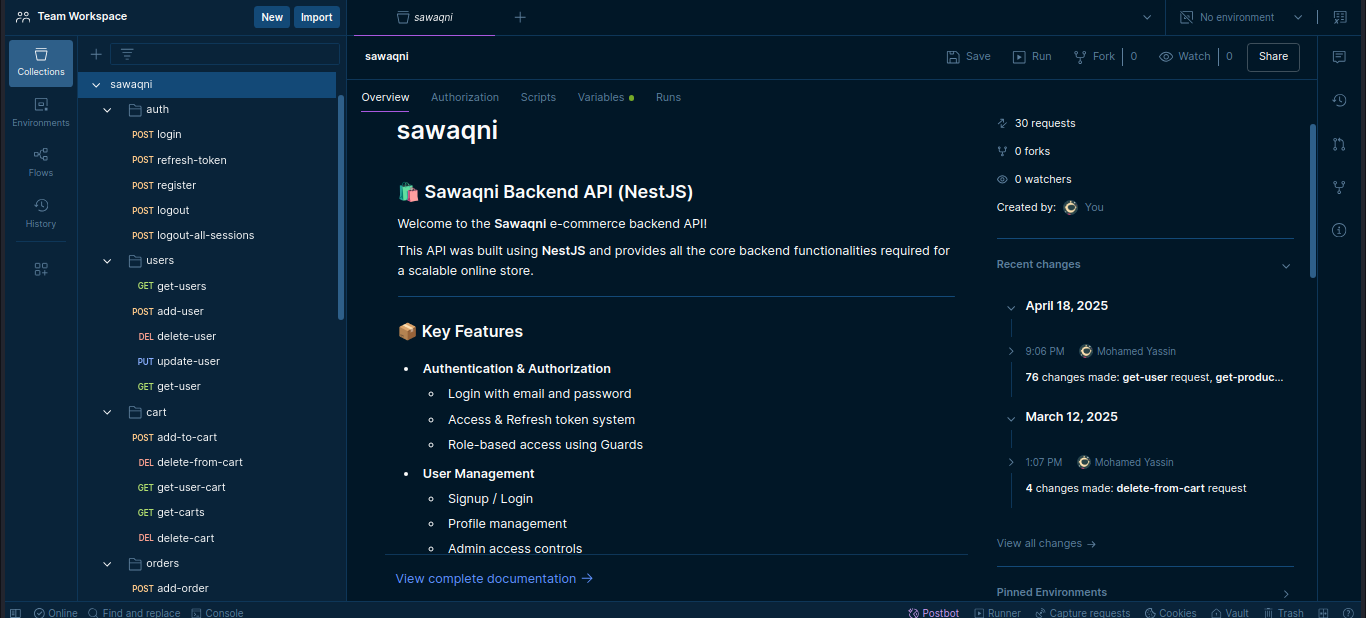 Team Workspace
New
Import
sawaqni
No environment
Collections
Environments
Flows
History
sawaqni
auth
POST login
POST refresh-token
POST register
POST logout
POST logout-all-sessions
users
GET get-users
POST add-user
DEL delete-user
PUT update-user
GET get-user
cart
POST add-to-cart
DEL delete-from-cart
GET get-user-cart
GET get-carts
DEL delete-cart
orders
POST add-order
sawaqni
Save
Run
Fork 0
Watch 0
Share
Overview
Authorization
Scripts
Variables
Runs
sawaqni
🛍️ Sawaqni Backend API (NestJS)
Welcome to the Sawaqni e-commerce backend API!
This API was built using NestJS and provides all the core backend functionalities required for
a scalable online store.
📦 Key Features
• Authentication & Authorization
Login with email and password
Access & Refresh token system
Role-based access using Guards
• User Management
Signup / Login
Profile management
Admin access controls
View complete documentation →
30 requests
0 forks
0 watchers
Created by: You
Recent changes
April 18, 2025
9:06 PM Mohamed Yassin
76 changes made: get-user request, get-produc...
March 12, 2025
1:07 PM Mohamed Yassin
4 changes made: delete-from-cart request
View all changes →
Pinned Environments
Online
Find and replace
Console
Postbot
Runner
Capture requests
Cookies
Vault
Trash